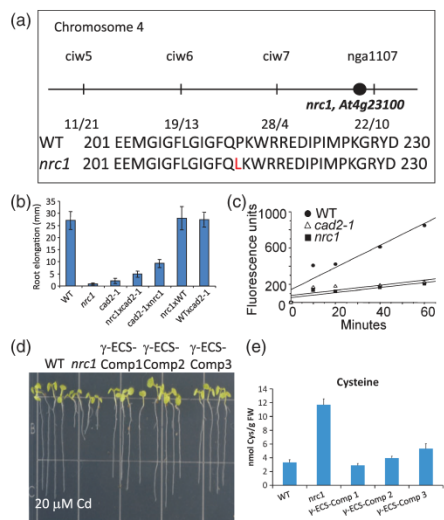 (a)
Chromosome 4
ciw5 ciw6 ciw7 nga1107
nrc1, At4g23100
11/21 19/13 28/4 22/10
WT 201 EEMGIGFLGIGFQPKWRREDIPIMPKGRYD 230
nrc1 201 EEMGIGFLGIGFQLKWRREDIPIMPKGRYD 230
(b)
Root elongation (mm)
35
30
25
20
15
10
5
0
WT nrc1 cad2-1 nrc1xcad2-1 cad2-1xnrc1 nrc1xWT WTxcad2-1
(c)
Fluorescence units
1000
800
400
200
0
WT
cad2-1
nrc1
0 20 40 60
Minutes
(d)
WT nrc1 γ-ECS-Comp1 γ-ECS-Comp2 γ-ECS-Comp3
20 μM Cd
(e)
Cysteine
nmol Cys/g FW
14
12
10
8
6
4
2
0
WT nrc1 γ-ECS-Comp 1 γ-ECS-Comp 2 γ-ECS-Comp 3